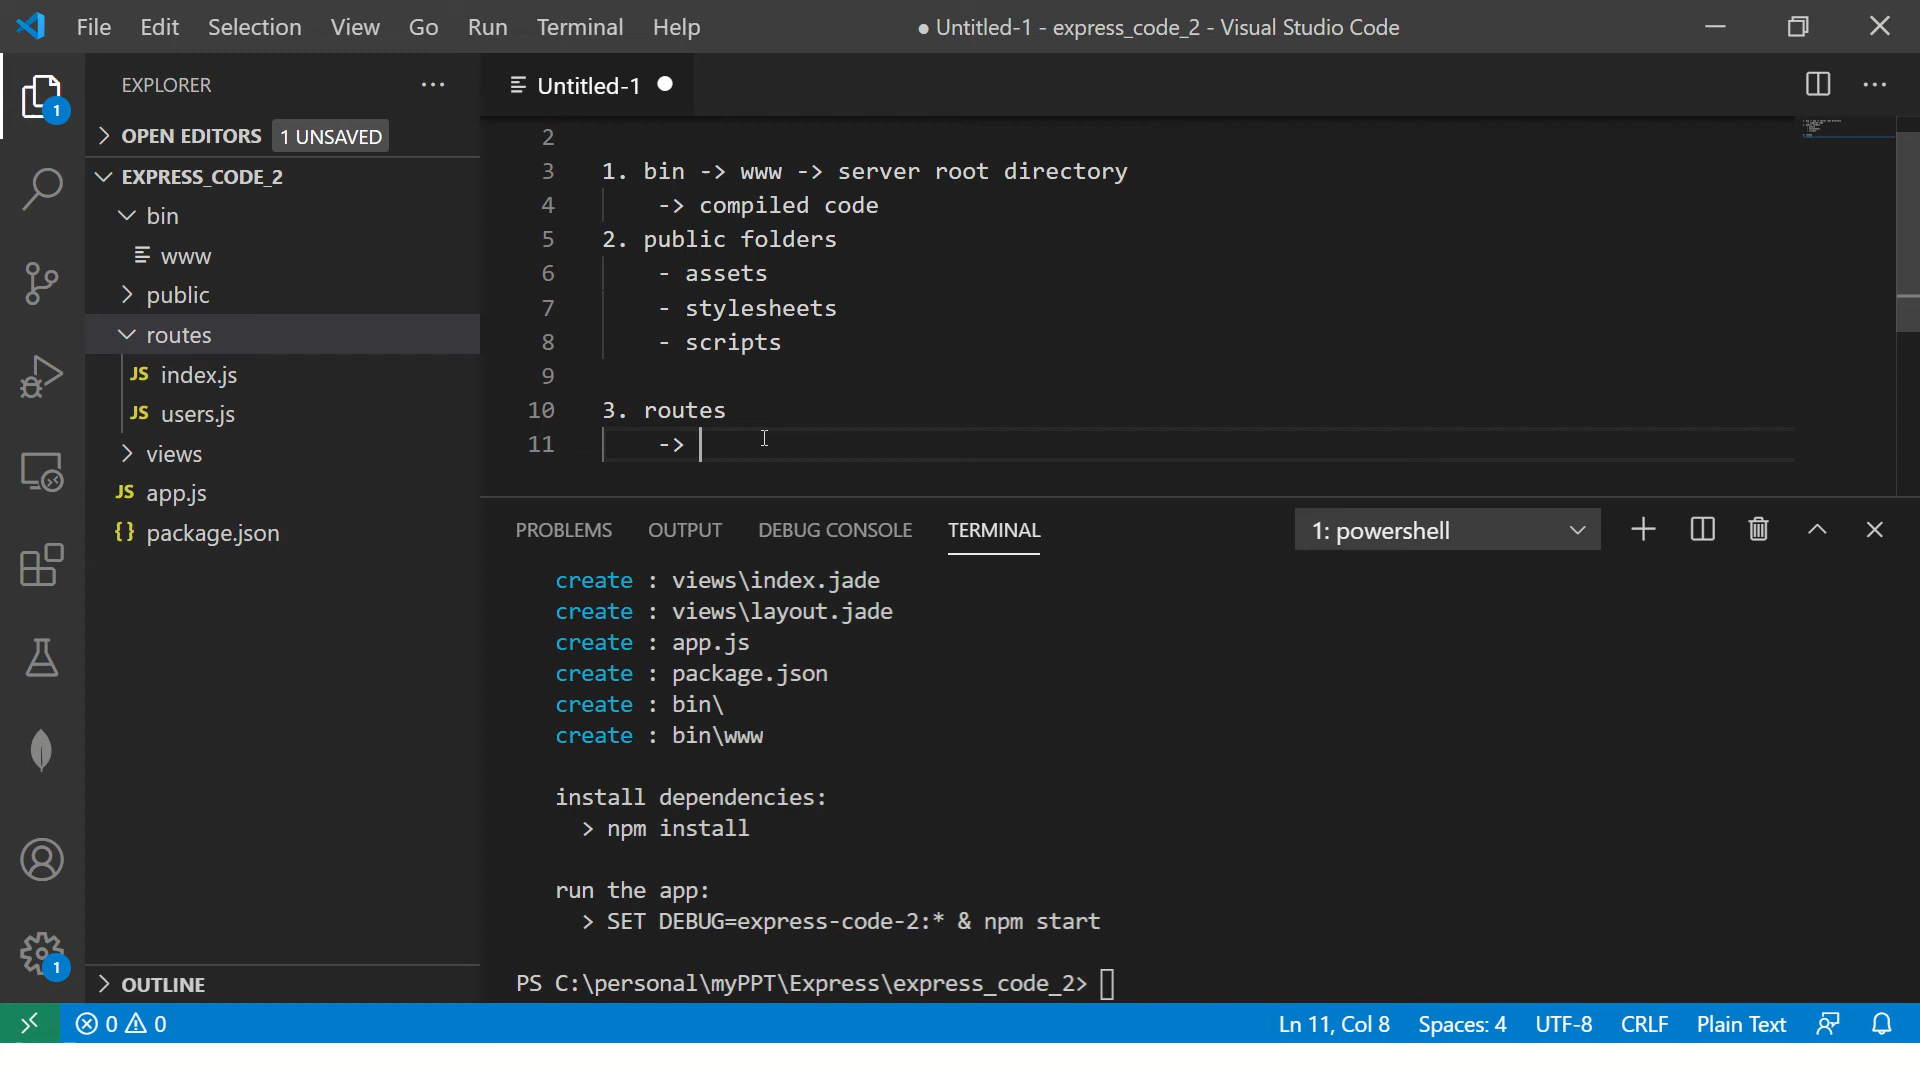 File Edit Selection View Go Run Terminal Help ● Untitled-1 - express_code_2 - Visual Studio Code
EXPLORER
Untitled-1
1
OPEN EDITORS 1 UNSAVED
EXPRESS_CODE_2
bin
www
public
routes
JS index.js
JS users.js
views
JS app.js
{} package.json
OUTLINE
1
2
3 1. bin -> www -> server root directory
4 -> compiled code
5 2. public folders
6 - assets
7 - stylesheets
8 - scripts
9
10 3. routes
11 ->
PROBLEMS OUTPUT DEBUG CONSOLE TERMINAL 1: powershell
create : views\index.jade
create : views\layout.jade
create : app.js
create : package.json
create : bin\
create : bin\www
install dependencies:
> npm install
run the app:
> SET DEBUG=express-code-2:* & npm start
PS C:\personal\myPPT\Express\express_code_2>
0 0 Ln 11, Col 8 Spaces: 4 UTF-8 CRLF Plain Text